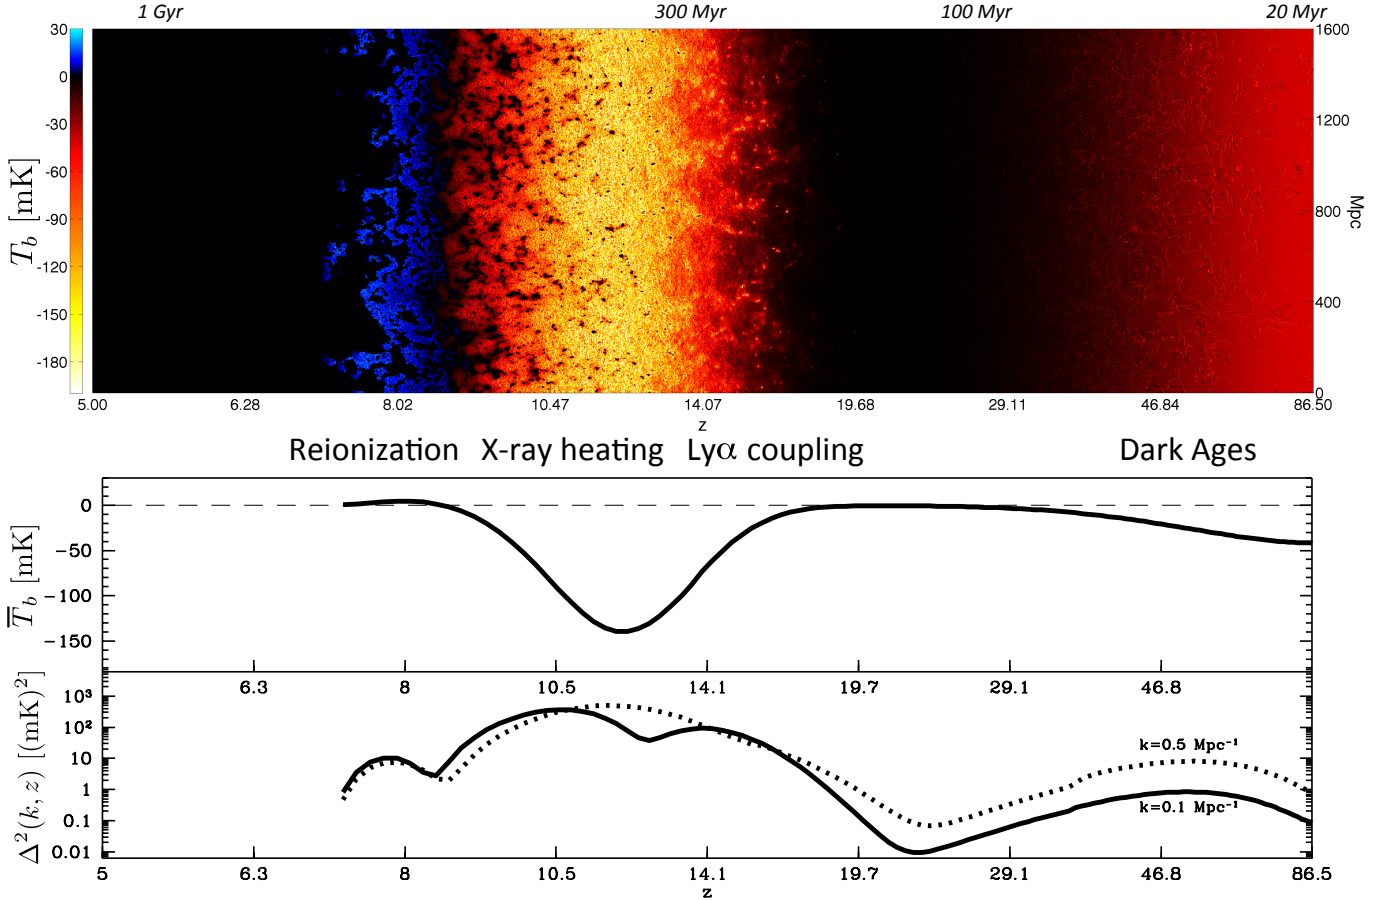 1 Gyr 300 Myr 100 Myr 20 Myr
30
0
-30
-60
-90
-120
-150
-180
T_b [mK]
1600
1200
800
400
0
Mpc
5.00 6.28 8.02 10.47 14.07 19.68 29.11 46.84 86.50
z
Reionization X-ray heating Lyα coupling Dark Ages
0
−50
−100
−150
T̅_b [mK]
6.3 8 10.5 14.1 19.7 29.1 46.8 86.5
10³
10²
10
1
0.1
0.01
Δ²(k, z) [(mK)²]
k=0.5 Mpc⁻¹
k=0.1 Mpc⁻¹
5 6.3 8 10.5 14.1 19.7 29.1 46.8 86.5
z